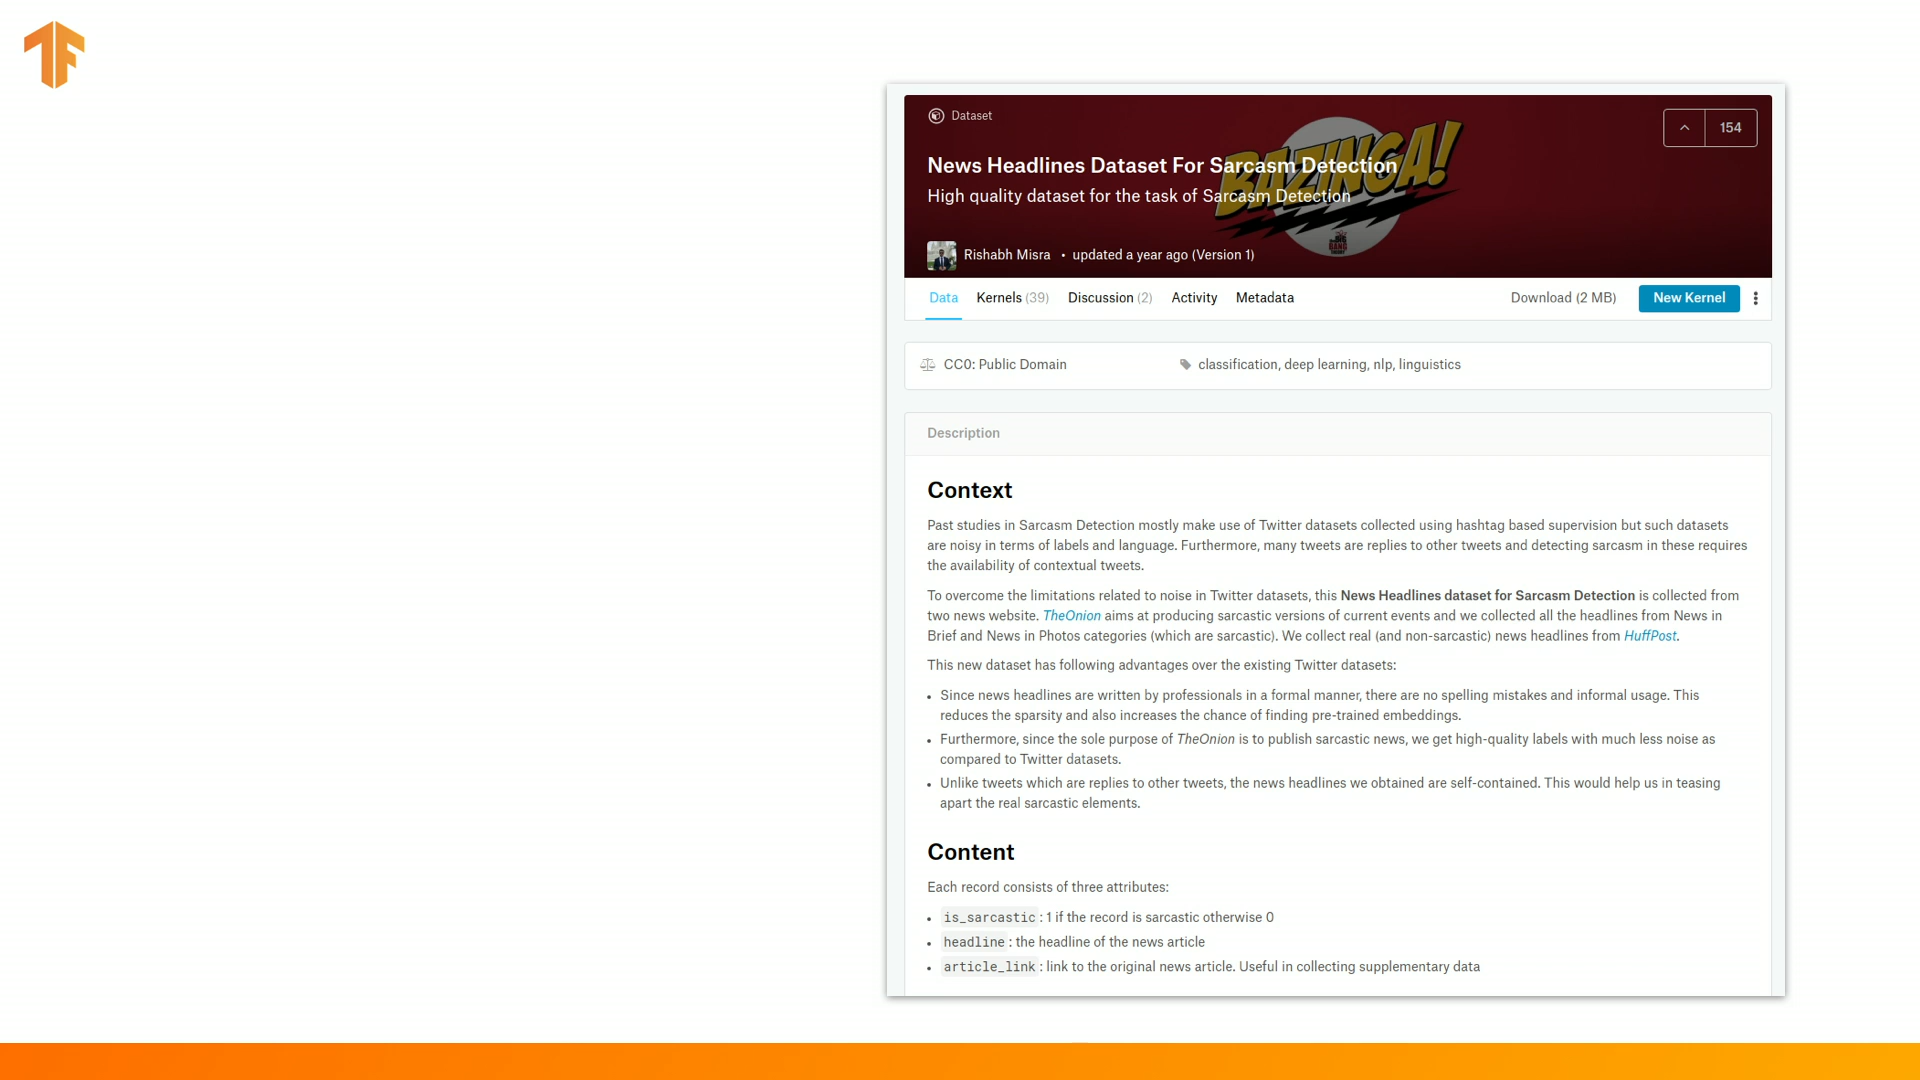 Dataset
154
BAZINGA!
News Headlines Dataset For Sarcasm Detection
High quality dataset for the task of Sarcasm Detection
THE BIG BANG THEORY
Rishabh Misra • updated a year ago (Version 1)
Data Kernels (39) Discussion (2) Activity Metadata Download (2 MB) New Kernel
CC0: Public Domain classification, deep learning, nlp, linguistics
Description
Context
Past studies in Sarcasm Detection mostly make use of Twitter datasets collected using hashtag based supervision but such datasets
are noisy in terms of labels and language. Furthermore, many tweets are replies to other tweets and detecting sarcasm in these requires
the availability of contextual tweets.
To overcome the limitations related to noise in Twitter datasets, this News Headlines dataset for Sarcasm Detection is collected from
two news website. TheOnion aims at producing sarcastic versions of current events and we collected all the headlines from News in
Brief and News in Photos categories (which are sarcastic). We collect real (and non-sarcastic) news headlines from HuffPost.
This new dataset has following advantages over the existing Twitter datasets:
• Since news headlines are written by professionals in a formal manner, there are no spelling mistakes and informal usage. This
reduces the sparsity and also increases the chance of finding pre-trained embeddings.
• Furthermore, since the sole purpose of TheOnion is to publish sarcastic news, we get high-quality labels with much less noise as
compared to Twitter datasets.
• Unlike tweets which are replies to other tweets, the news headlines we obtained are self-contained. This would help us in teasing
apart the real sarcastic elements.
Content
Each record consists of three attributes:
• is_sarcastic : 1 if the record is sarcastic otherwise 0
• headline : the headline of the news article
• article_link : link to the original news article. Useful in collecting supplementary data